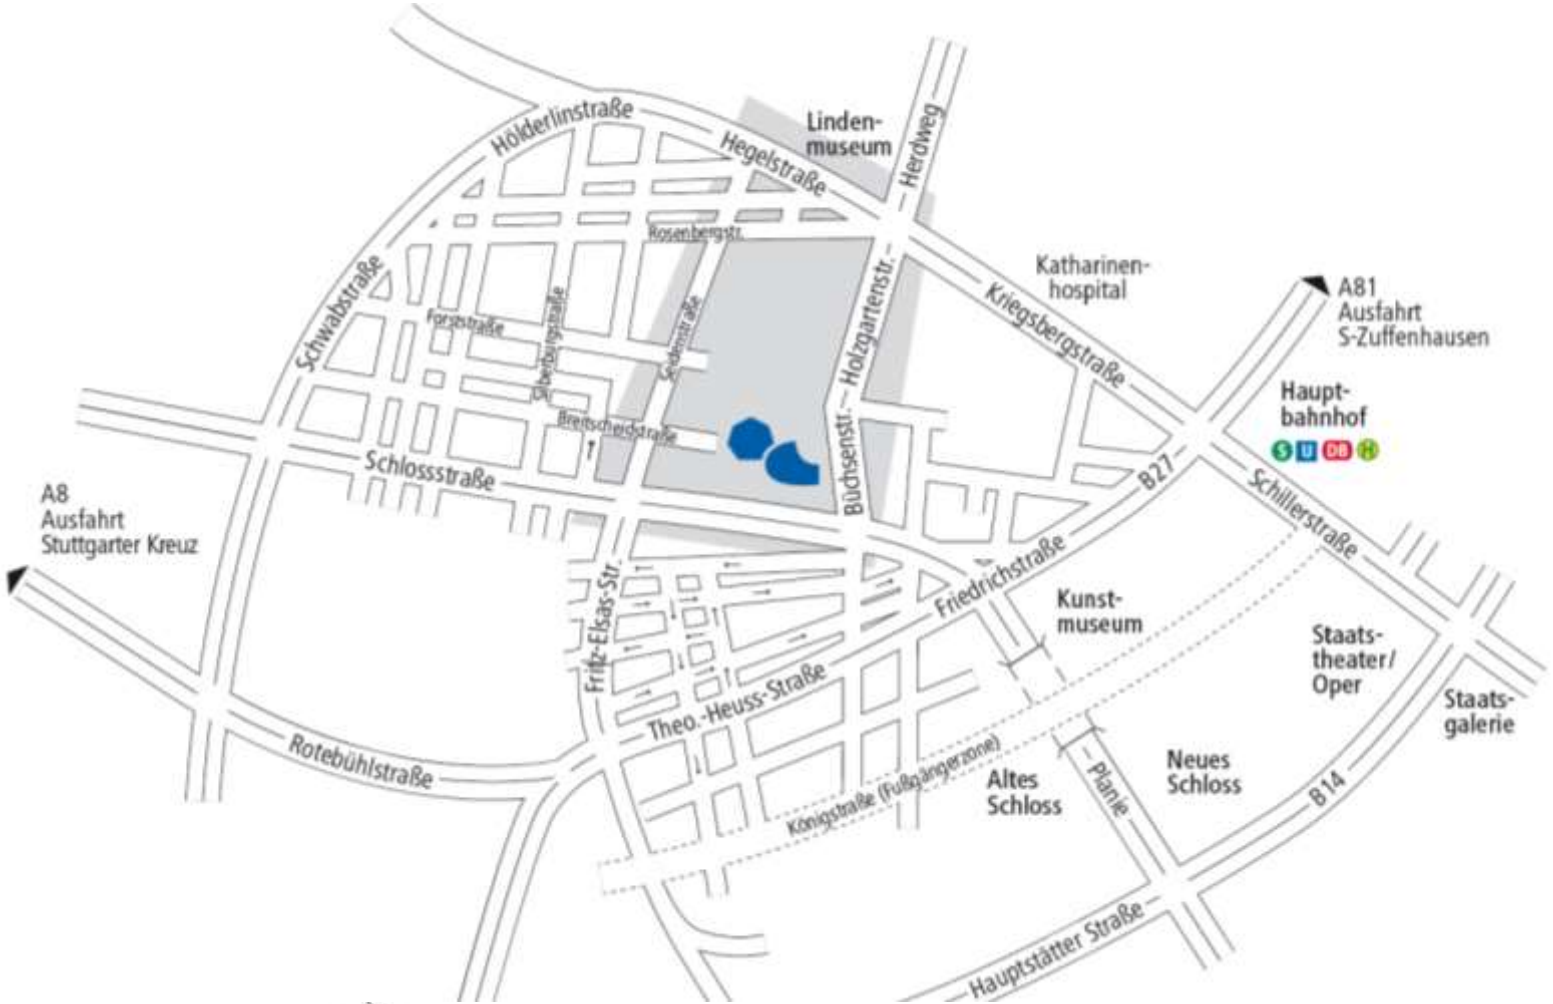 Hölderlinstraße
Hegelstraße
Linden-
museum
Herdweg
Rosenbergstr.
Schwabstraße
Forststraße
Seidenstraße
Breitscheidstraße
Holzgartenstr.
Büchsenstr.
Katharinen-
hospital
Kriegsbergstraße
A81
Ausfahrt
S-Zuffenhausen
Haupt-
bahnhof
S U DB H
B27
Schillerstraße
Schlossstraße
A8
Ausfahrt
Stuttgarter Kreuz
Fritz-Elsas-Str.
Friedrichstraße
Kunst-
museum
Staats-
theater/
Oper
Staats-
galerie
Theo.-Heuss-Straße
Rotebühlstraße
Königstraße (Fußgängerzone)
Altes
Schloss
Planie
Neues
Schloss
B14
Hauptstätter Straße